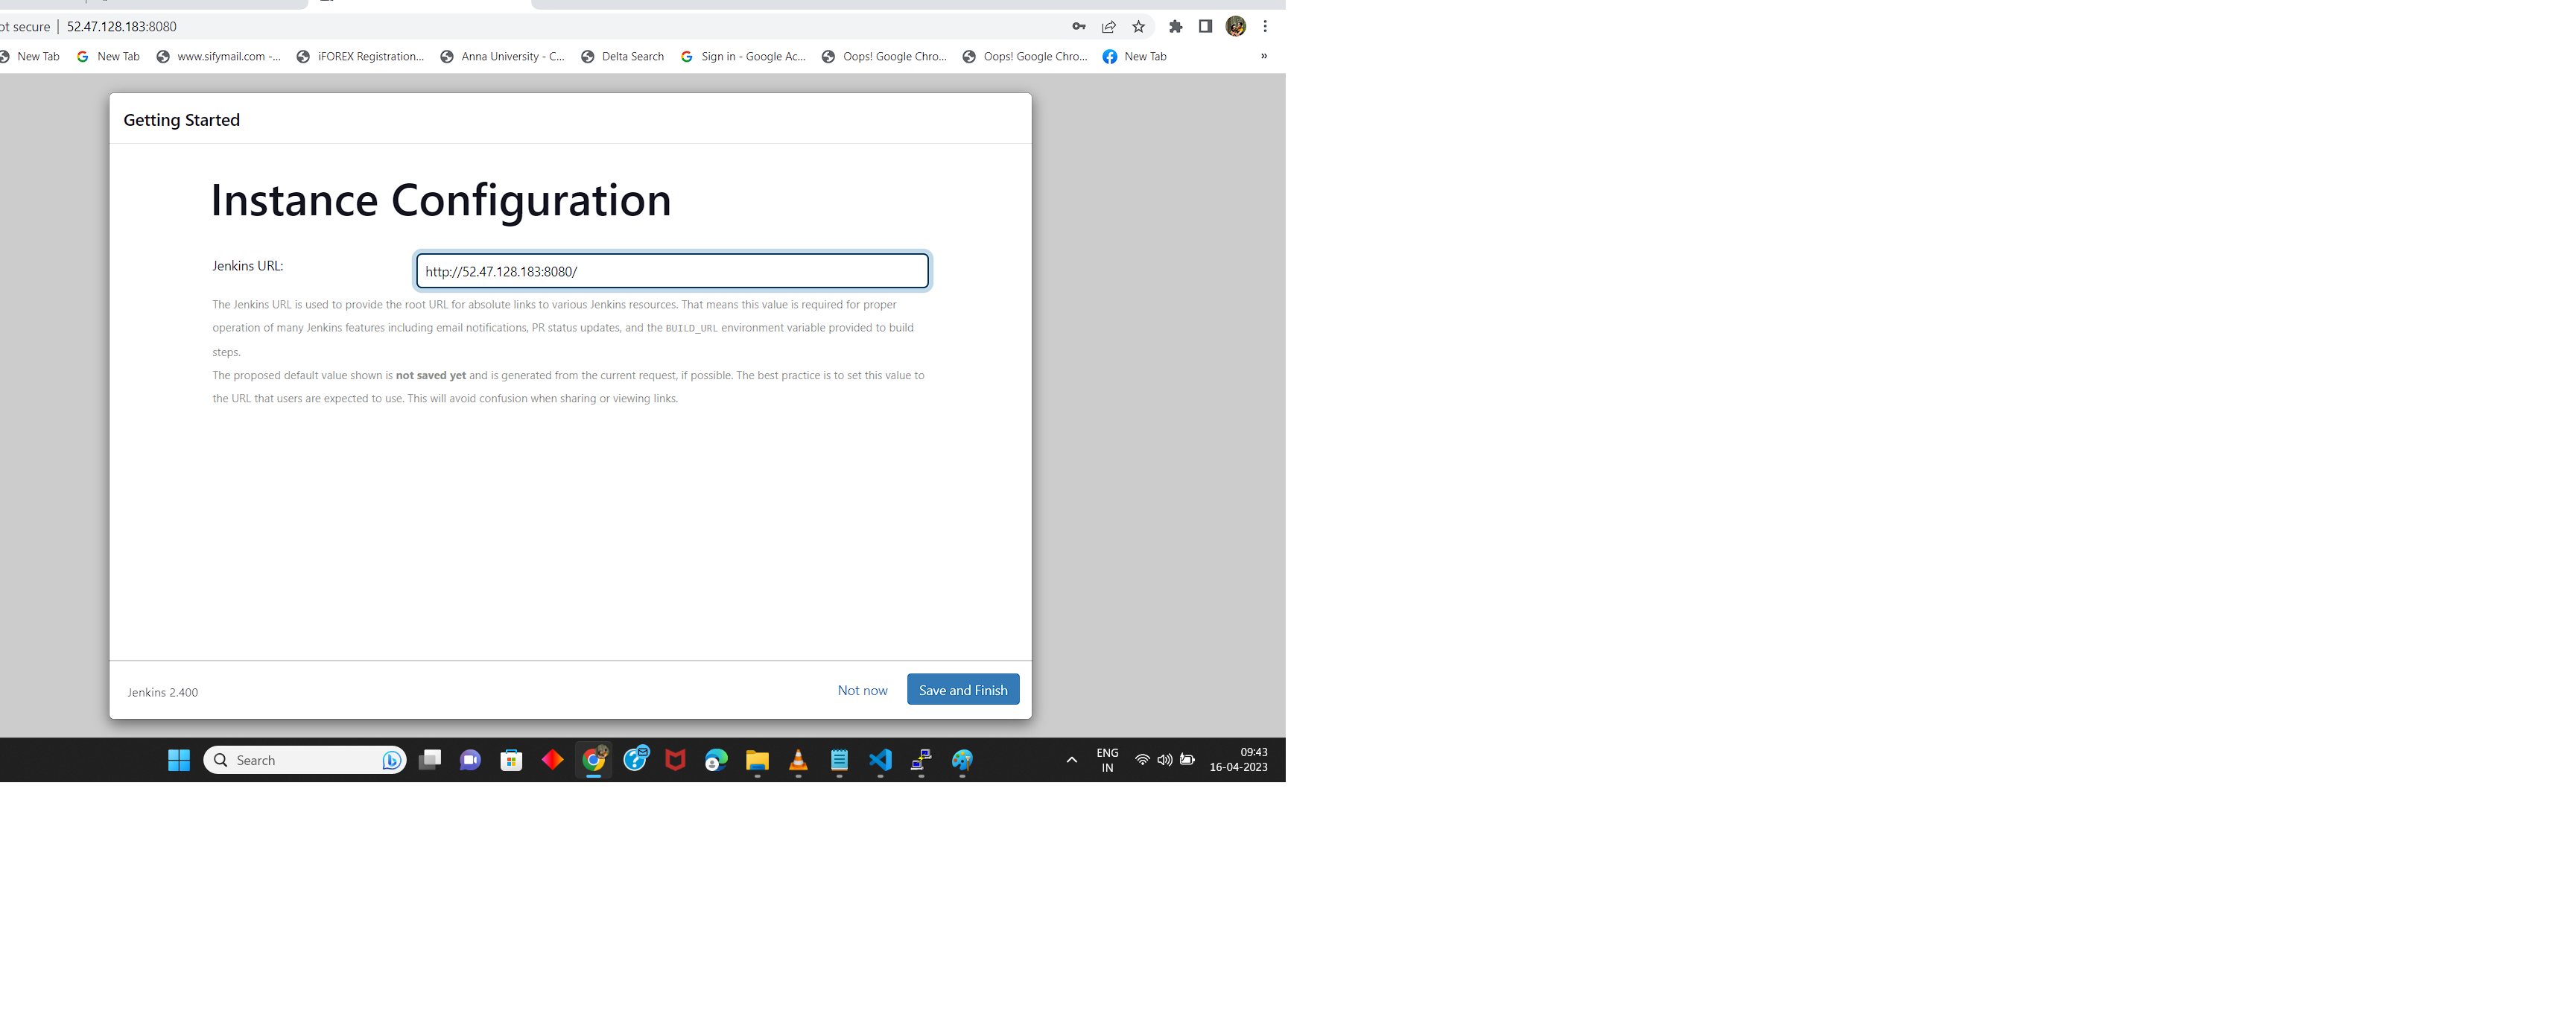 ot secure | 52.47.128.183:8080
New Tab New Tab www.sifymail.com -... iFOREX Registration... Anna University - C... Delta Search Sign in - Google Ac... Oops! Google Chro... Oops! Google Chro... New Tab »
Getting Started
Instance Configuration
Jenkins URL: http://52.47.128.183:8080/
The Jenkins URL is used to provide the root URL for absolute links to various Jenkins resources. That means this value is required for proper
operation of many Jenkins features including email notifications, PR status updates, and the BUILD_URL environment variable provided to build
steps.
The proposed default value shown is not saved yet and is generated from the current request, if possible. The best practice is to set this value to
the URL that users are expected to use. This will avoid confusion when sharing or viewing links.
Jenkins 2.400 Not now Save and Finish
Search ENG 09:43
IN 16-04-2023